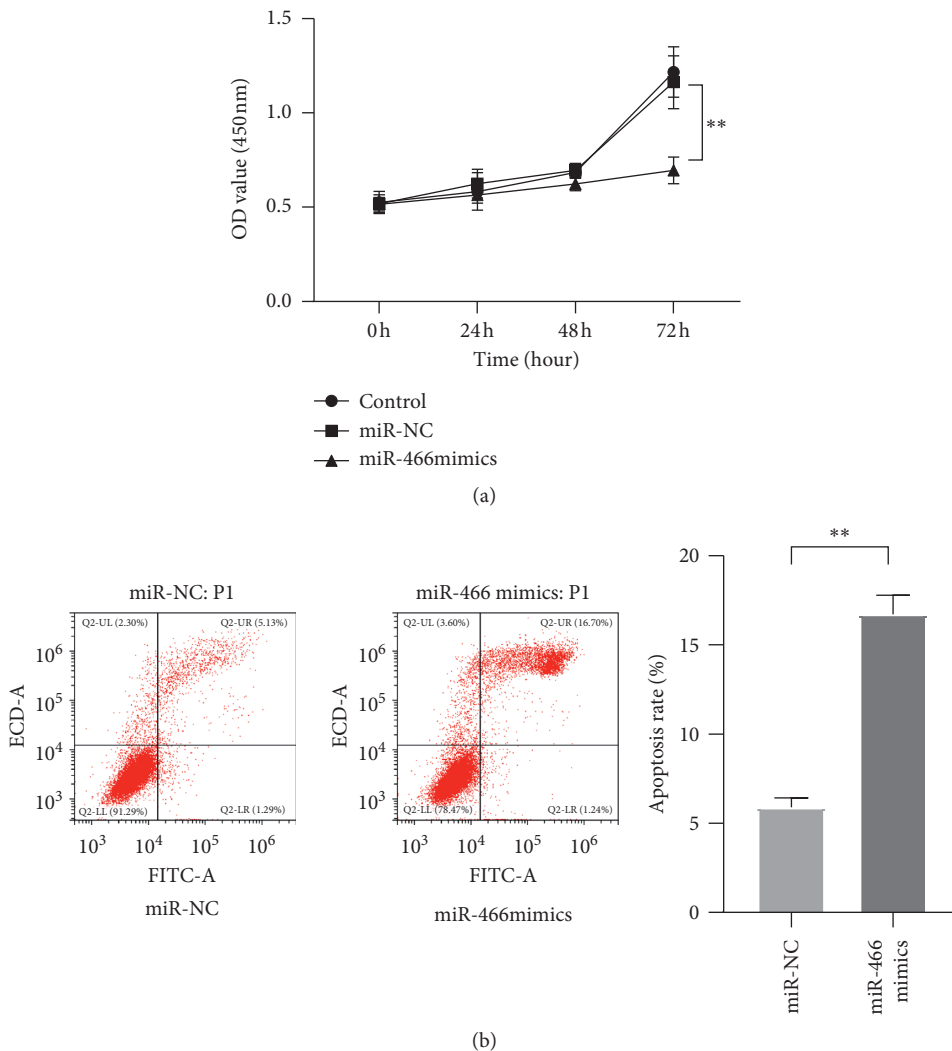 1.5
1.0
0.5
0.0
OD value (450nm)
**
0h 24h 48h 72h
Time (hour)
Control
miR-NC
miR-466mimics
(a)
miR-NC: P1
Q2-UL (2.30%) Q2-UR (5.13%)
Q2-LL (91.29%) Q2-LR (1.29%)
10⁶
10⁵
10⁴
10³
ECD-A
10³ 10⁴ 10⁵ 10⁶
FITC-A
miR-NC
miR-466 mimics: P1
Q2-UL (3.60%) Q2-UR (16.70%)
Q2-LL (78.47%) Q2-LR (1.24%)
10⁶
10⁵
10⁴
10³
ECD-A
10³ 10⁴ 10⁵ 10⁶
FITC-A
miR-466mimics
**
20
15
10
5
0
Apoptosis rate (%)
miR-NC
miR-466
mimics
(b)